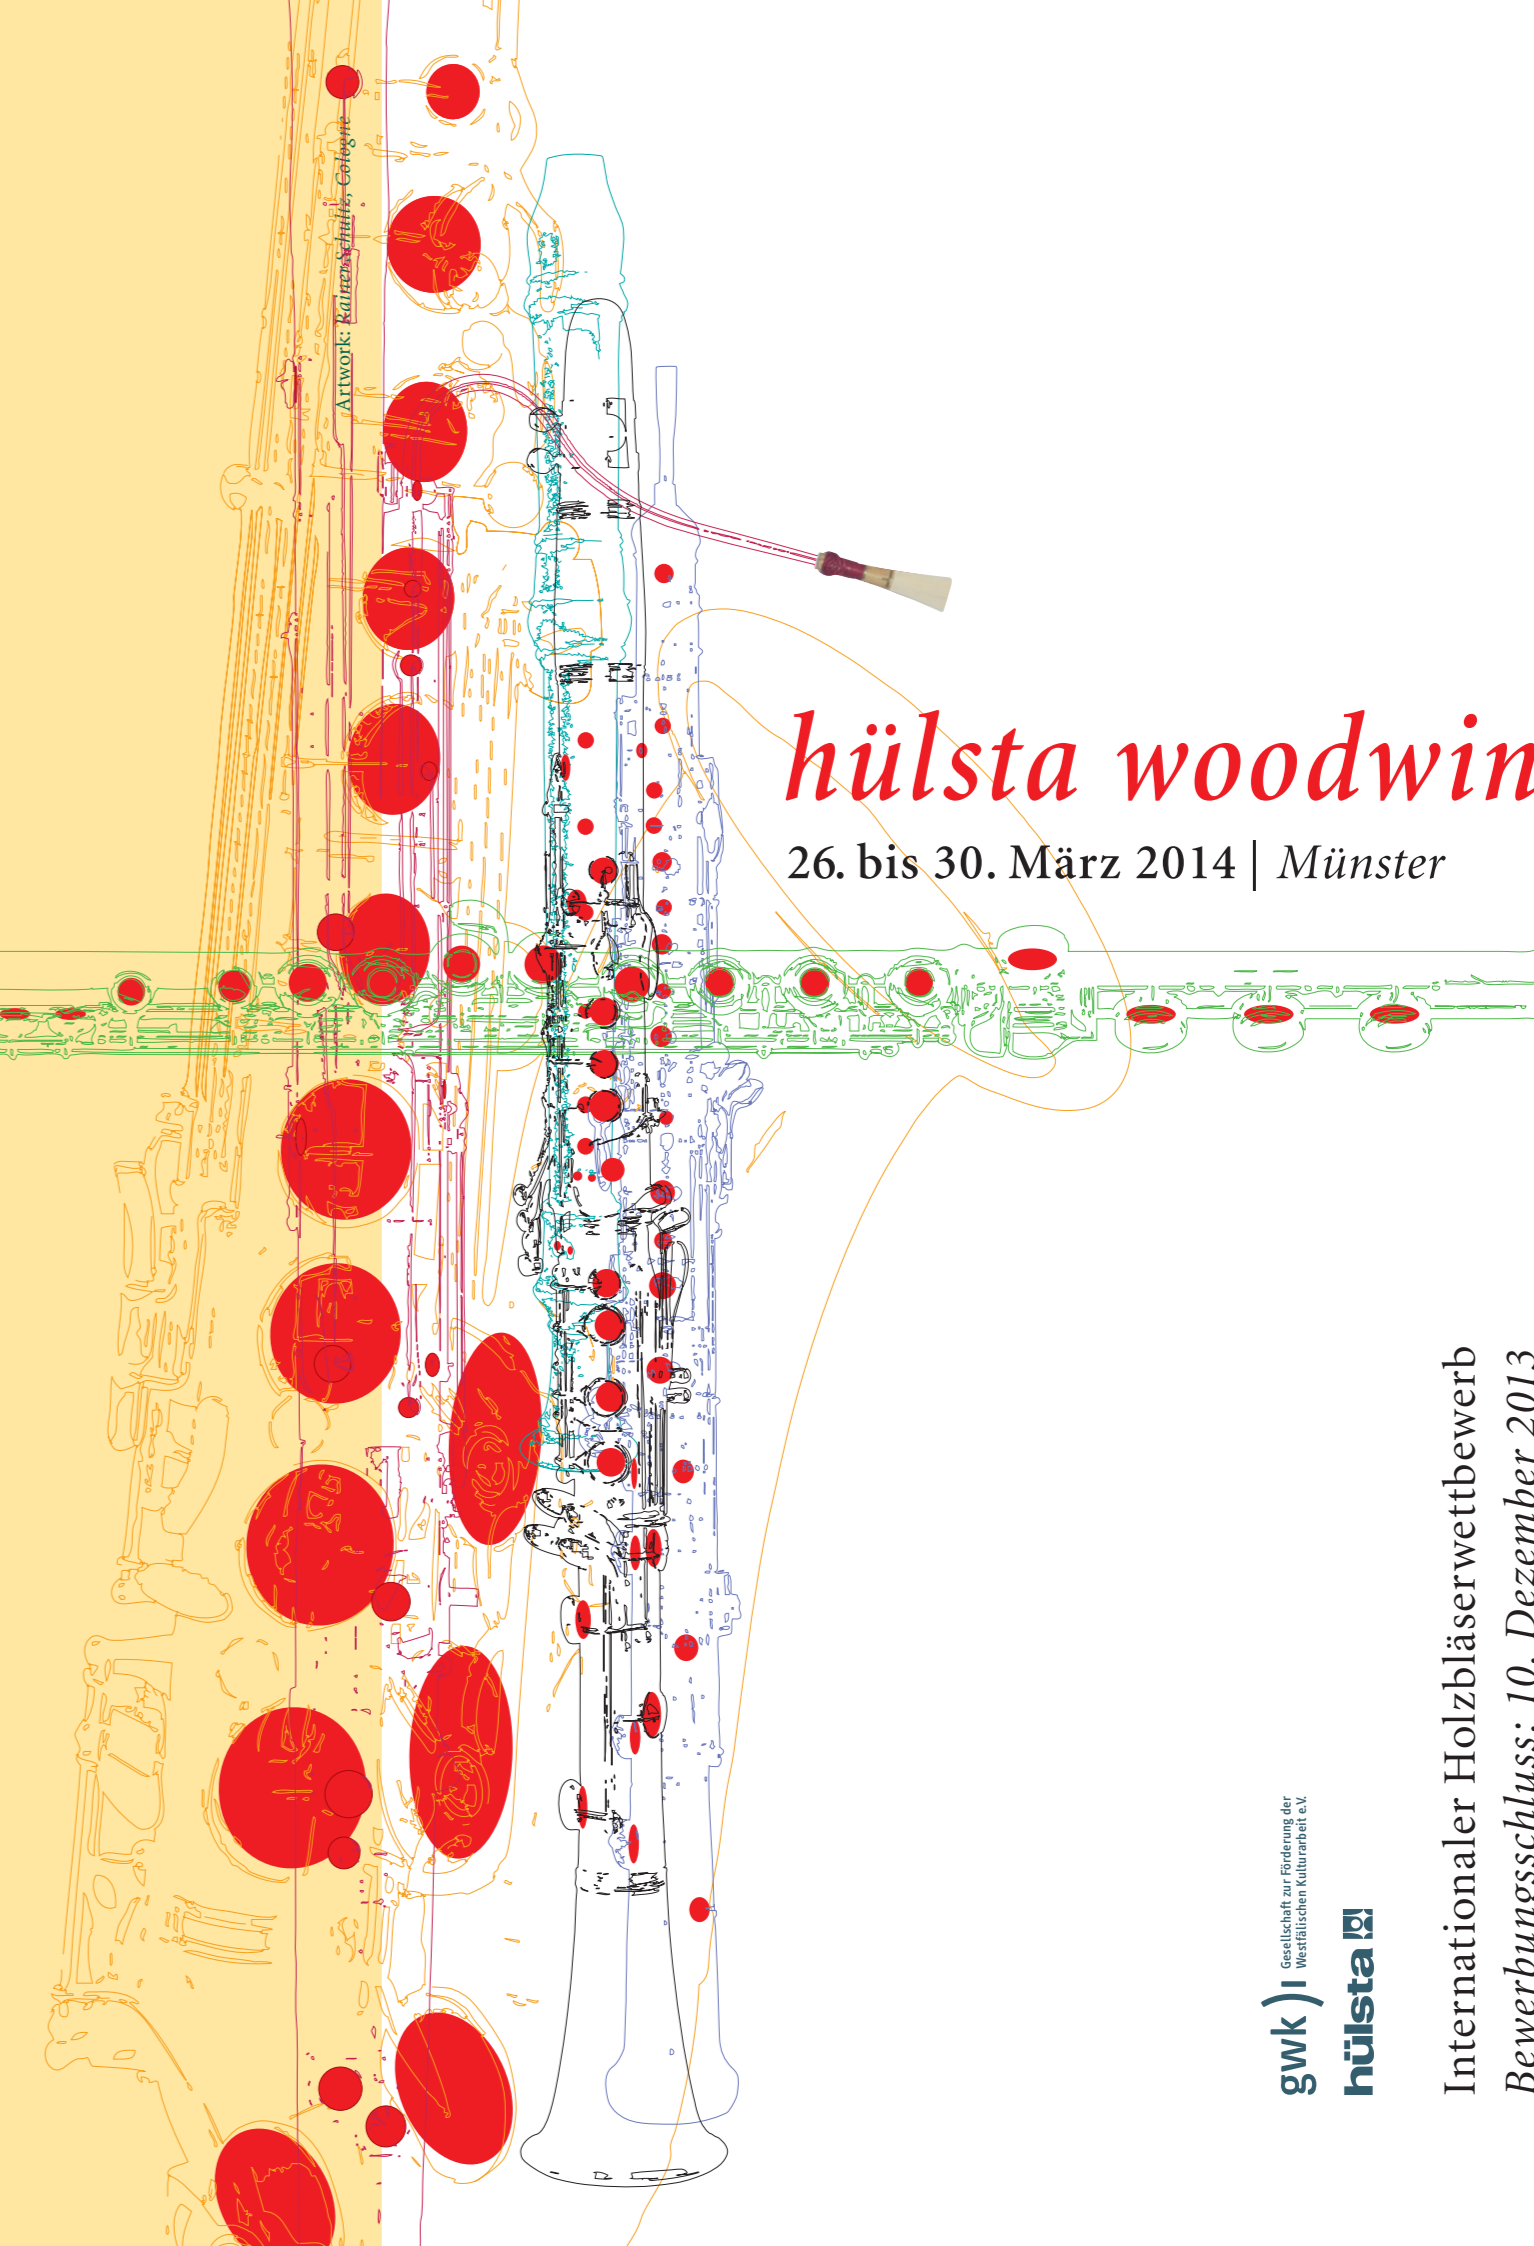 Artwork: Rainer Schultz, Cologne
hülsta woodwin
26. bis 30. März 2014 | Münster
Internationaler Holzbläserwettbewerb
Bewerbungsschluss: 10. Dezember 2013
gwk
Gesellschaft zur Förderung der
Westfälischen Kulturarbeit e.V.
hülsta